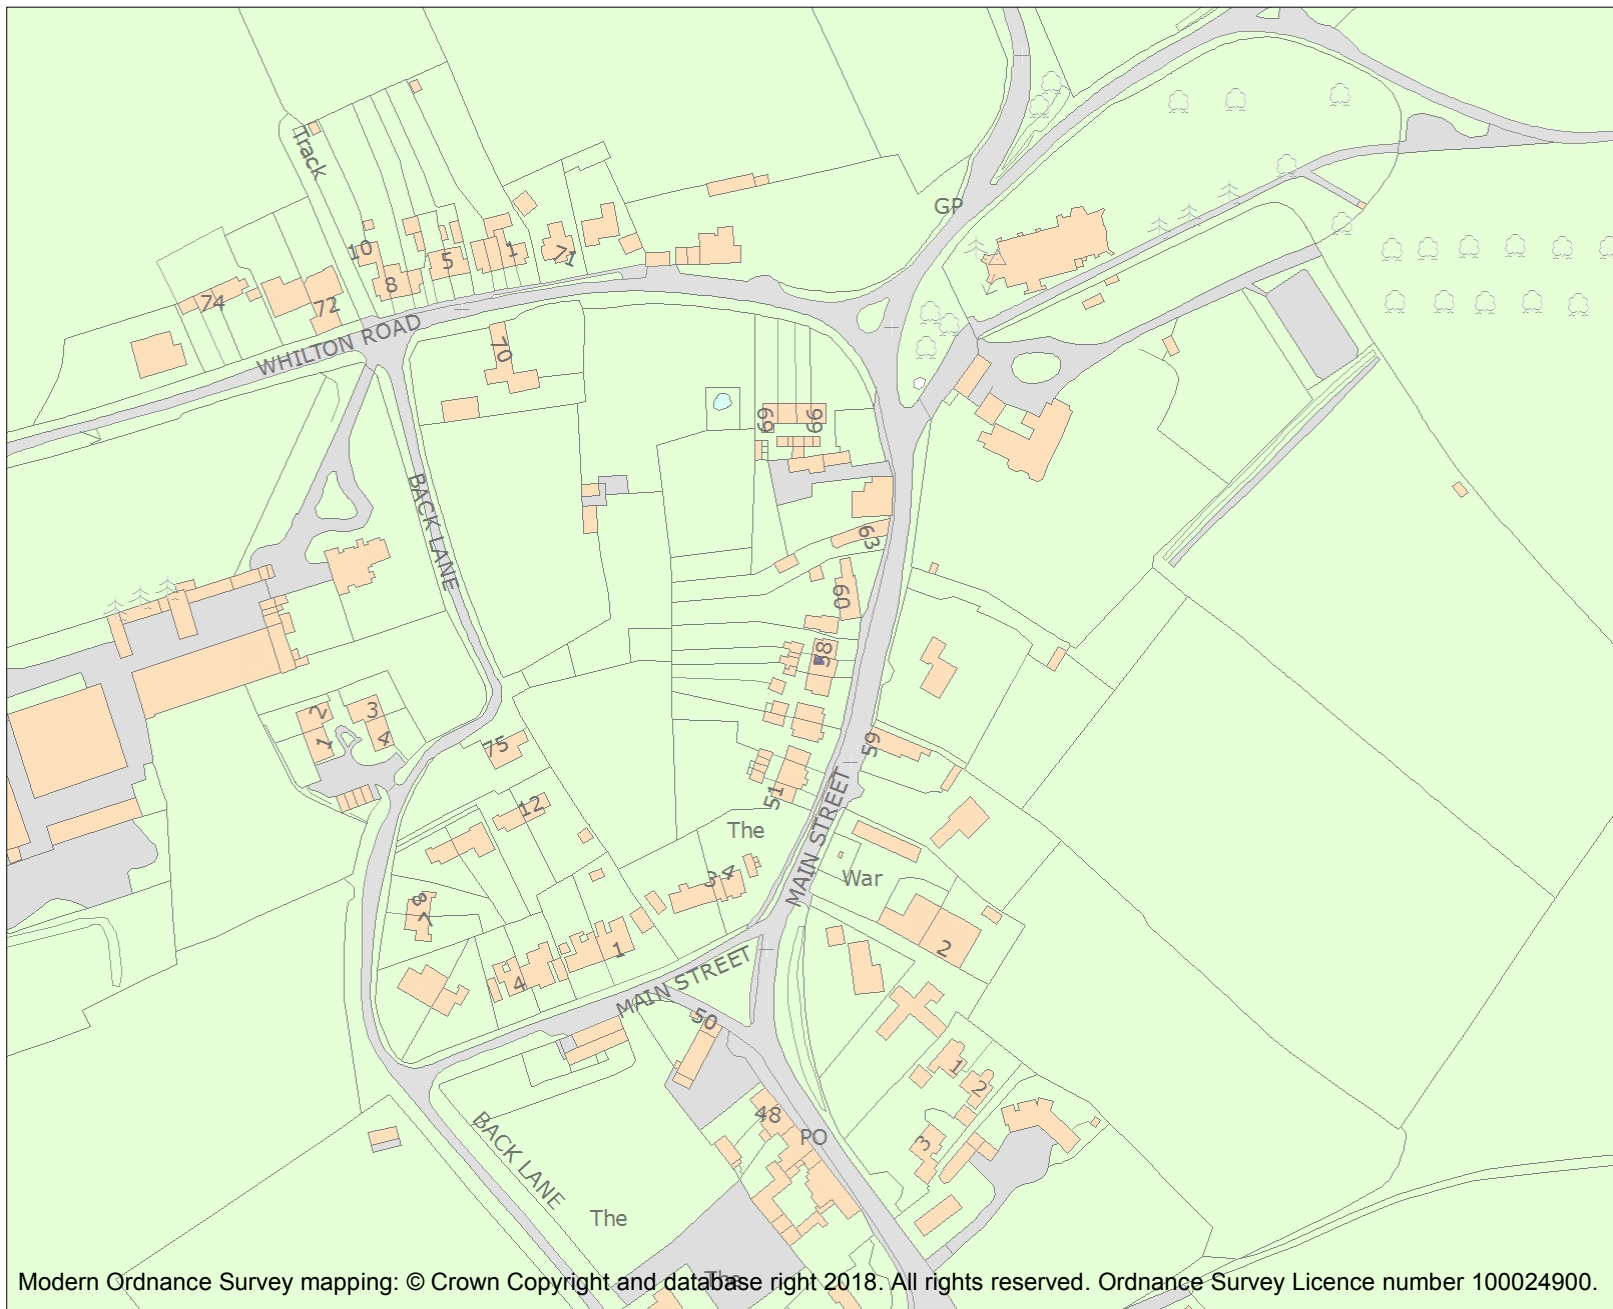 GP
Track
10
5
1
71
8
74
72
WHILTON ROAD
70
69
66
BACK LANE
63
60
58
2
3
1
4
75
59
51
12
The
MAIN STREET
3
4
War
8
7
1
2
4
MAIN STREET
50
1
2
48
PO
3
BACK LANE
The
The
Modern Ordnance Survey mapping: © Crown Copyright and database right 2018. All rights reserved. Ordnance Survey Licence number 100024900.